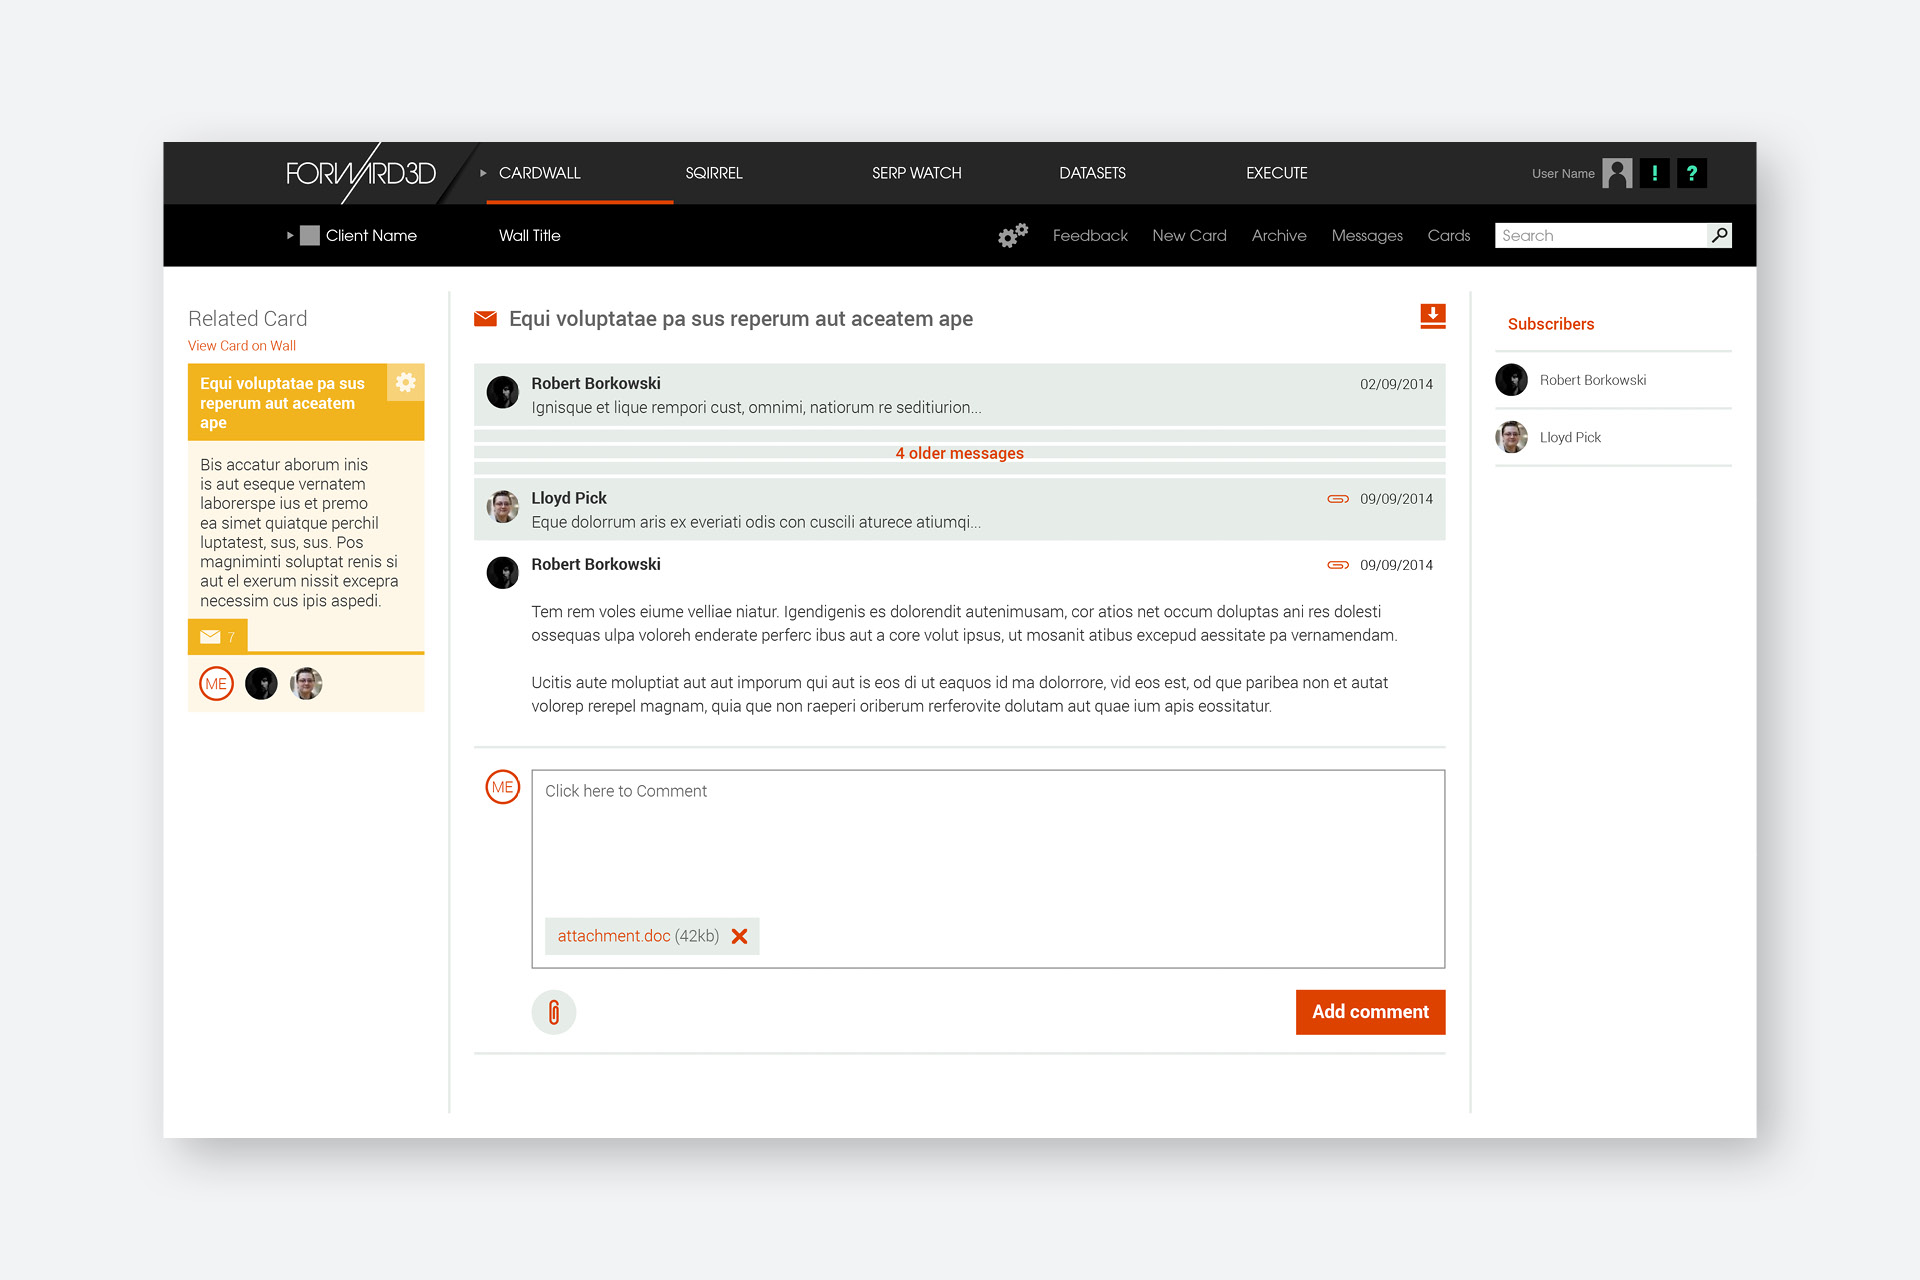 FORWARD3D
CARDWALL
SQIRREL
SERP WATCH
DATASETS
EXECUTE
User Name
!
?
Client Name
Wall Title
Feedback
New Card
Archive
Messages
Cards
Search
Related Card
View Card on Wall
Equi voluptatae pa sus
reperum aut aceatem
ape
Bis accatur aborum inis
is aut eseque vernatem
laborerspe ius et premo
ea simet quiatque perchil
luptatest, sus, sus. Pos
magniminti soluptat renis si
aut el exerum nissit excepra
necessim cus ipis aspedi.
7
ME
Equi voluptatae pa sus reperum aut aceatem ape
Robert Borkowski
02/09/2014
Ignisque et lique rempori cust, omnimi, natiorum re seditiurion...
4 older messages
Lloyd Pick
09/09/2014
Eque dolorrum aris ex everiati odis con cuscili aturece atiumqi...
Robert Borkowski
09/09/2014
Tem rem voles eiume velliae niatur. Igendigenis es dolorendit autenimusam, cor atios net occum doluptas ani res dolesti
ossequas ulpa voloreh enderate perferc ibus aut a core volut ipsus, ut mosanit atibus excepud aessitate pa vernamendam.
Ucitis aute moluptiat aut aut imporum qui aut is eos di ut eaquos id ma dolorrore, vid eos est, od que paribea non et autat
volorep rerepel magnam, quia que non raeperi oriberum rerferovite dolutam aut quae ium apis eossitatur.
ME
Click here to Comment
attachment.doc (42kb)
Add comment
Subscribers
Robert Borkowski
Lloyd Pick